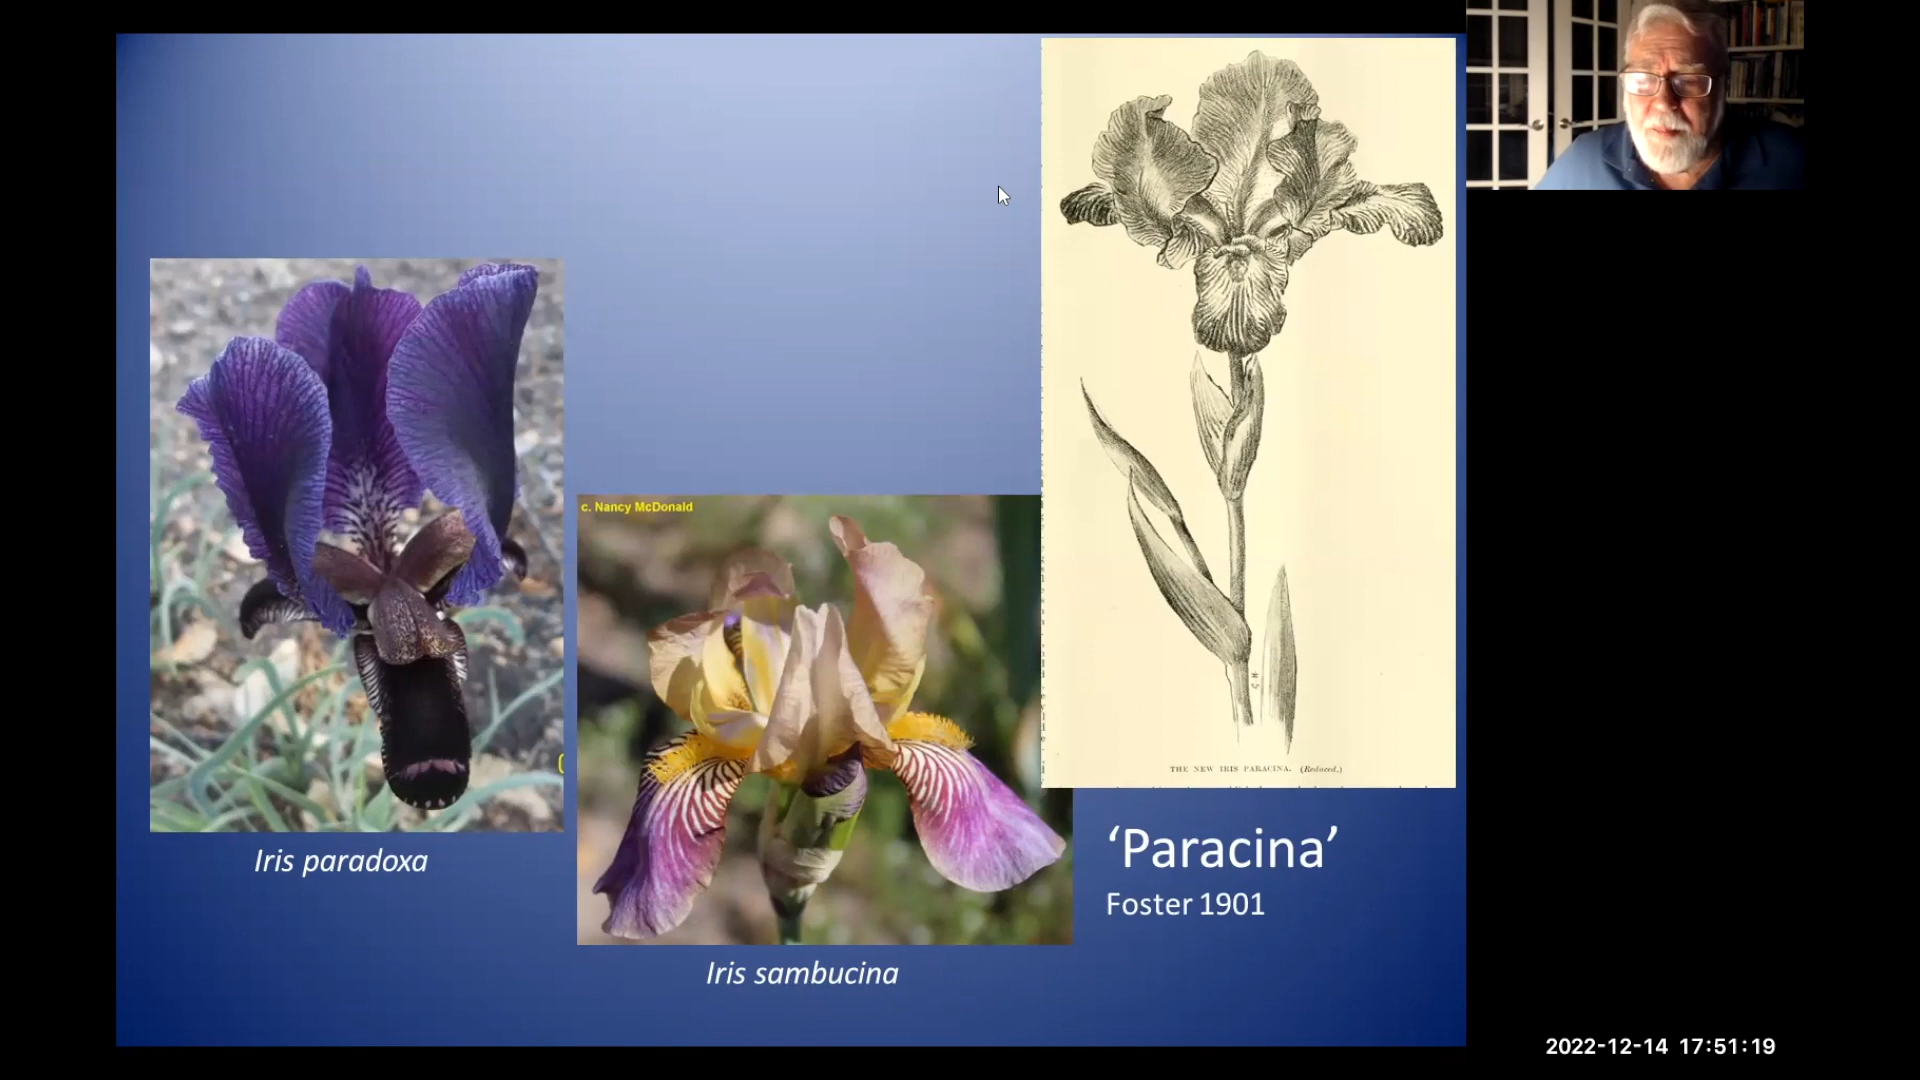 c. Nancy McDonald
THE NEW IRIS PARACINA. (Reduced.)
‘Paracina’
Foster 1901
Iris paradoxa
Iris sambucina
2022-12-14 17:51:19